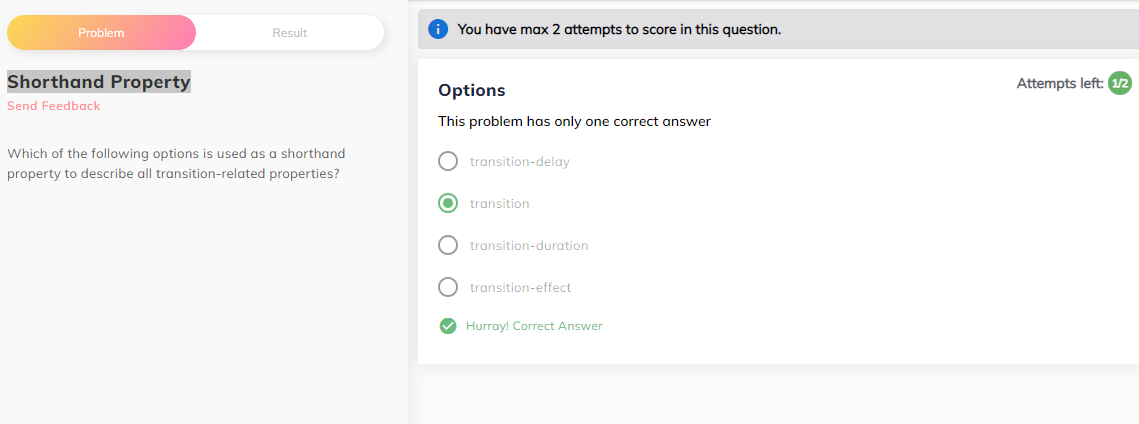 Problem
Result
Shorthand Property
Send Feedback
Which of the following options is used as a shorthand
property to describe all transition-related properties?
You have max 2 attempts to score in this question.
Options
Attempts left: 1/2
This problem has only one correct answer
transition-delay
transition
transition-duration
transition-effect
Hurray! Correct Answer